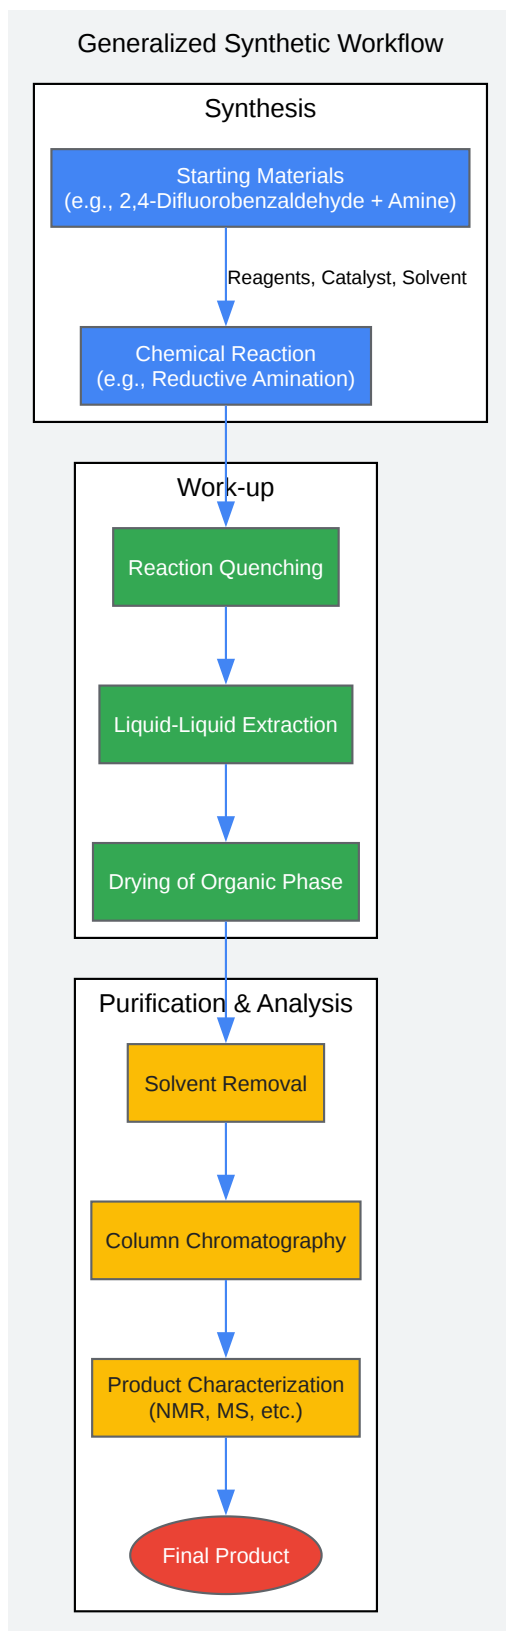 Generalized Synthetic Workflow
Synthesis
Starting Materials
(e.g., 2,4-Difluorobenzaldehyde + Amine)
Reagents, Catalyst, Solvent
Chemical Reaction
(e.g., Reductive Amination)
Work-up
Reaction Quenching
Liquid-Liquid Extraction
Drying of Organic Phase
Purification & Analysis
Solvent Removal
Column Chromatography
Product Characterization
(NMR, MS, etc.)
Final Product